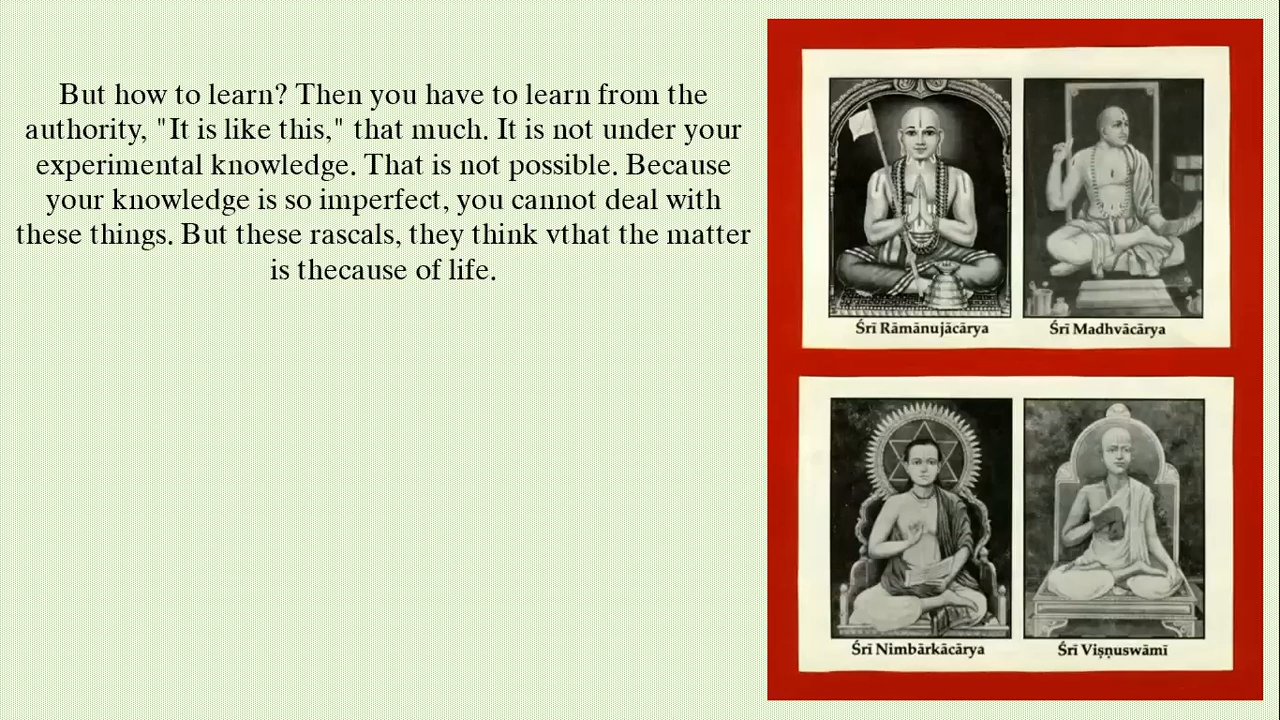 But how to learn? Then you have to learn from the
authority, "It is like this," that much. It is not under your
experimental knowledge. That is not possible. Because
your knowledge is so imperfect, you cannot deal with
these things. But these rascals, they think vthat the matter
is thecause of life.
Śrī Rāmānujācārya
Śrī Madhvācārya
Śrī Nimbārkācārya
Śrī Viṣṇuswāmī